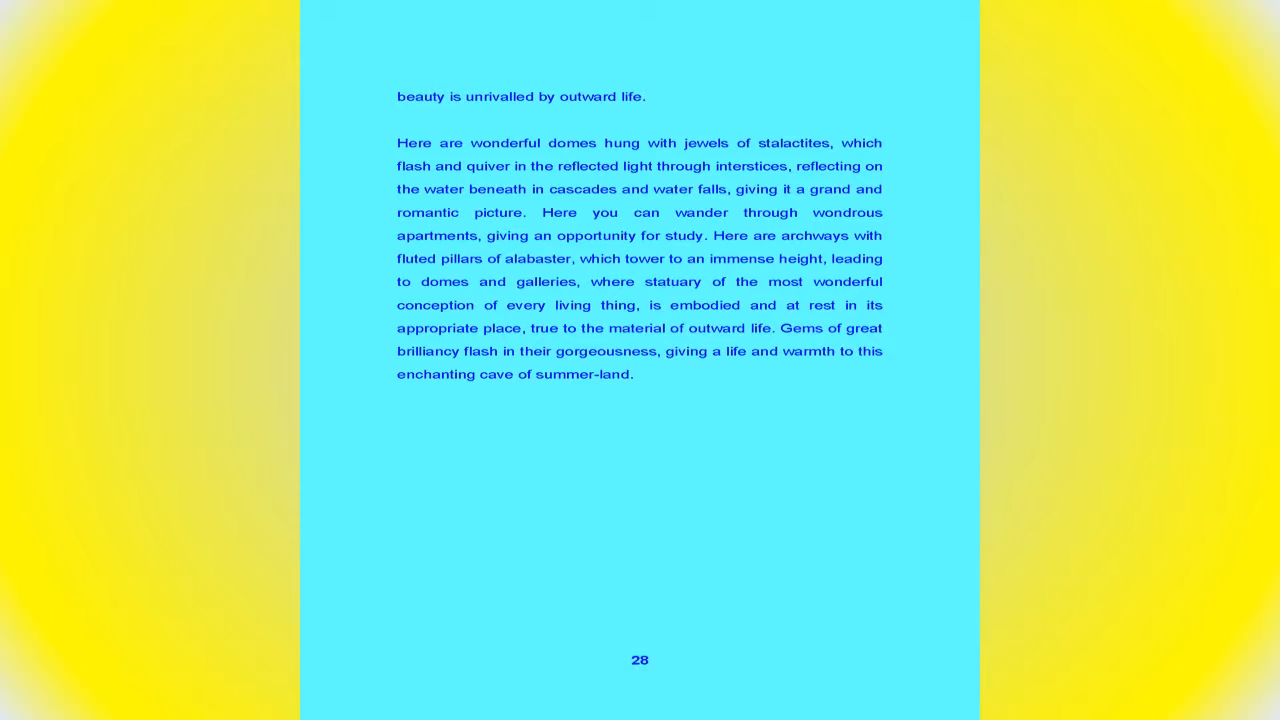 beauty is unrivalled by outward life.
Here are wonderful domes hung with jewels of stalactites, which
flash and quiver in the reflected light through interstices, reflecting on
the water beneath in cascades and water falls, giving it a grand and
romantic picture. Here you can wander through wondrous
apartments, giving an opportunity for study. Here are archways with
fluted pillars of alabaster, which tower to an immense height, leading
to domes and galleries, where statuary of the most wonderful
conception of every living thing, is embodied and at rest in its
appropriate place, true to the material of outward life. Gems of great
brilliancy flash in their gorgeousness, giving a life and warmth to this
enchanting cave of summer-land.
28